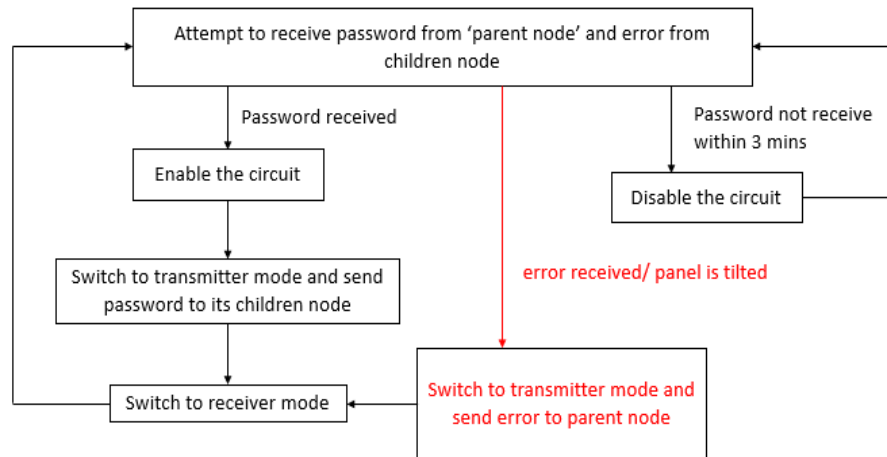 Attempt to receive password from ‘parent node’ and error from
children node
Password received
Password not receive
within 3 mins
Enable the circuit
Disable the circuit
error received/ panel is tilted
Switch to transmitter mode and send
password to its children node
Switch to transmitter mode and
send error to parent node
Switch to receiver mode